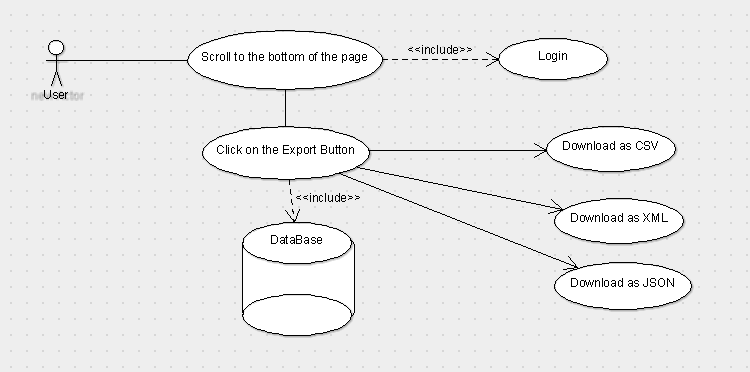 Scroll to the bottom of the page
<<include>>
Login
User
Click on the Export Button
Download as CSV
<<include>>
Download as XML
DataBase
Download as JSON